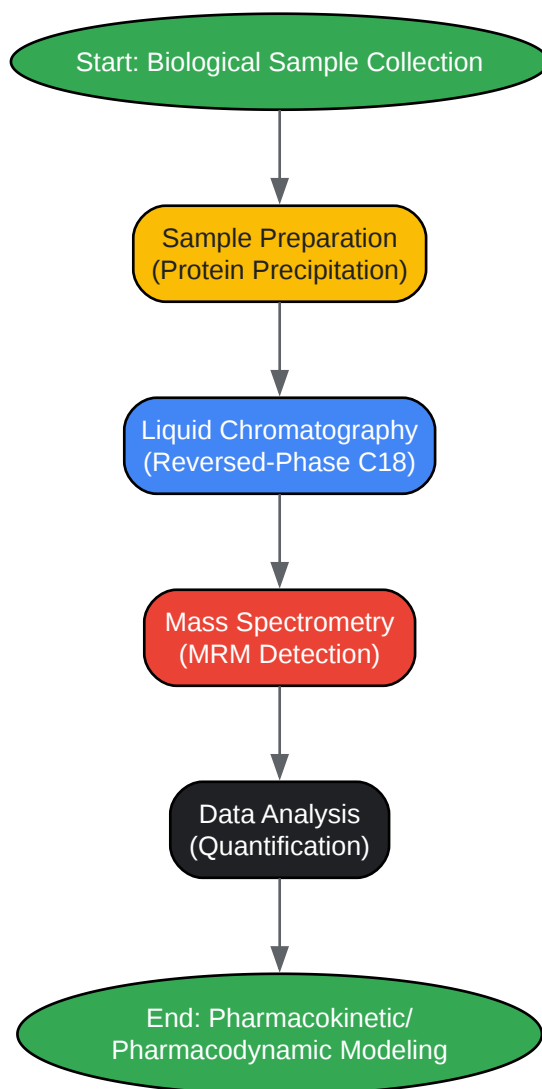 Start: Biological Sample Collection
Sample Preparation
(Protein Precipitation)
Liquid Chromatography
(Reversed-Phase C18)
Mass Spectrometry
(MRM Detection)
Data Analysis
(Quantification)
End: Pharmacokinetic/
Pharmacodynamic Modeling